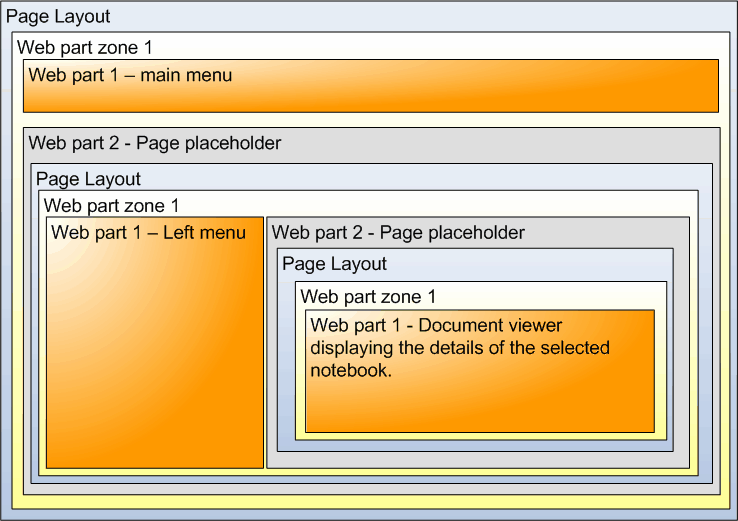 Page Layout
Web part zone 1
Web part 1 – main menu
Web part 2 - Page placeholder
Page Layout
Web part zone 1
Web part 1 – Left menu
Web part 2 - Page placeholder
Page Layout
Web part zone 1
Web part 1 - Document viewer
displaying the details of the selected
notebook.